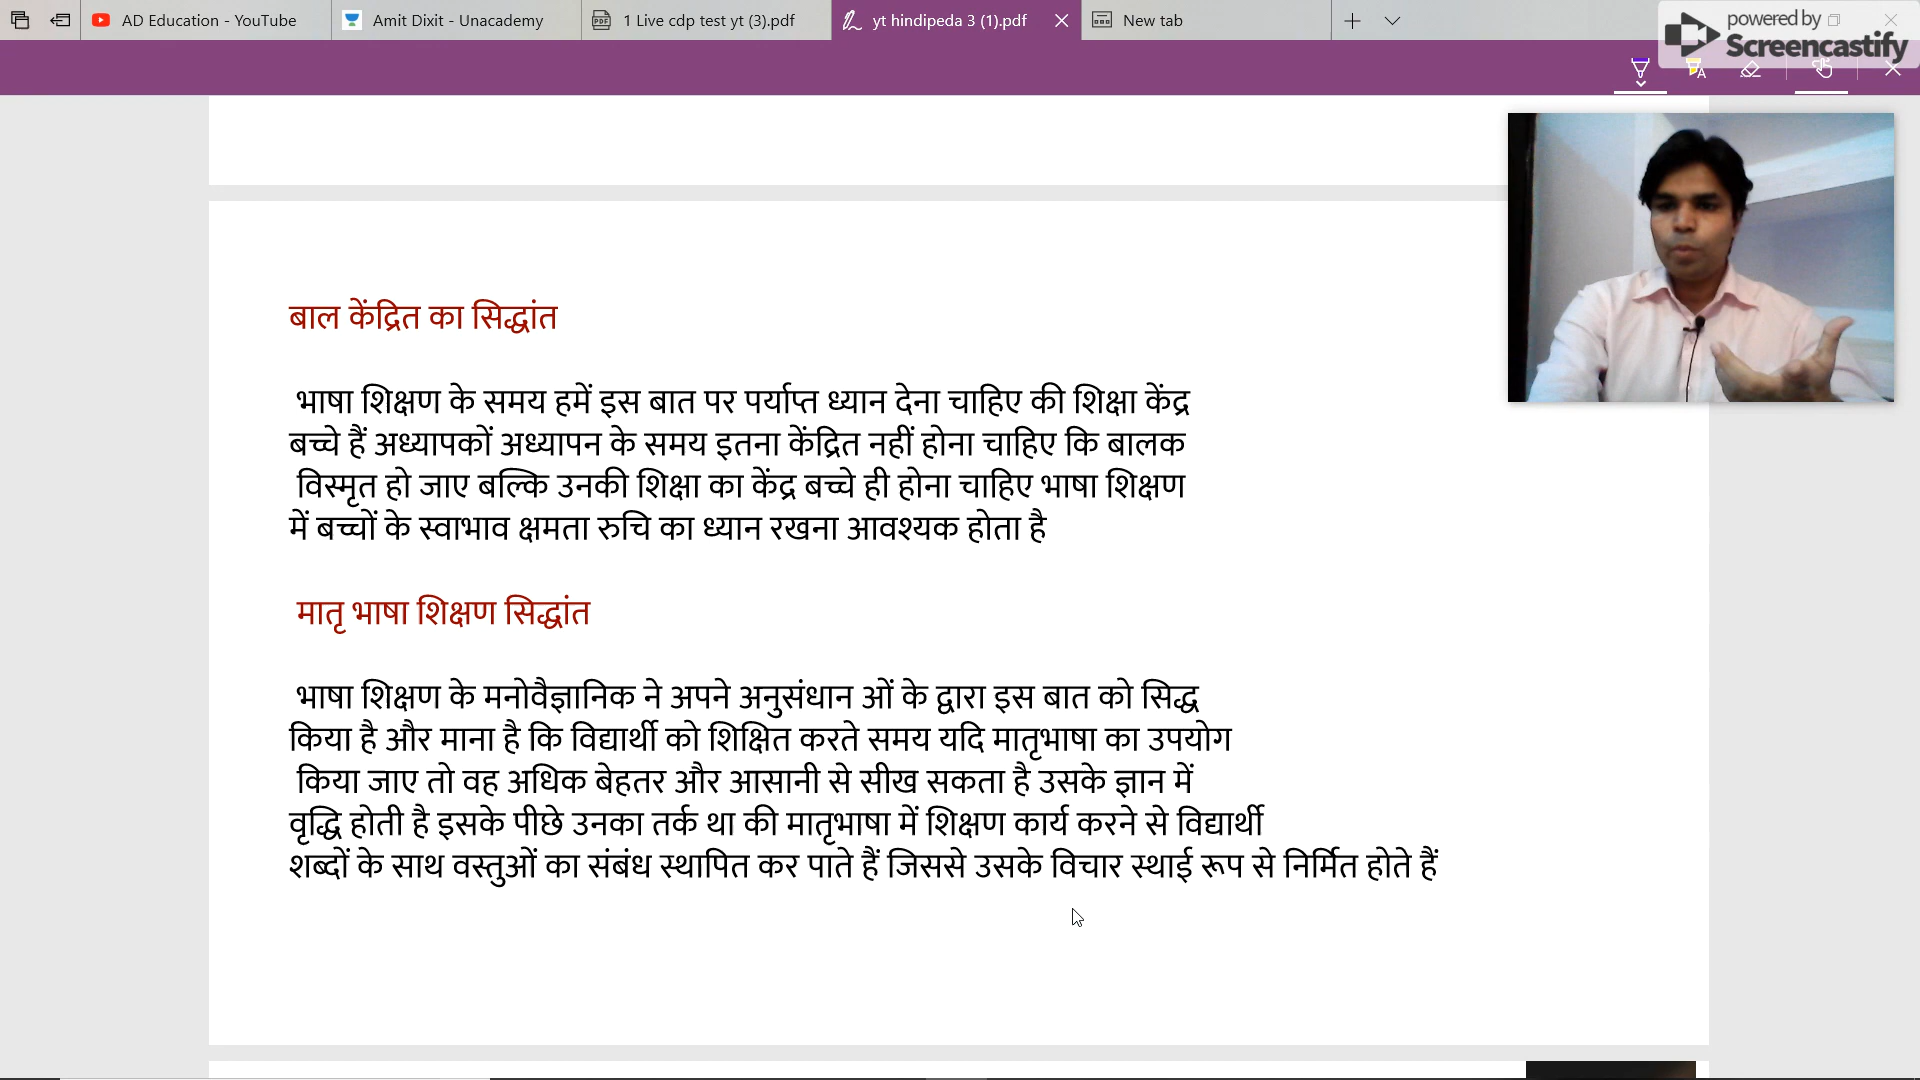 AD Education - YouTube
Amit Dixit - Unacademy
1 Live cdp test yt (3).pdf
yt hindipeda 3 (1).pdf
New tab
powered by
Screencastify
बाल केंद्रित का सिद्धांत
भाषा शिक्षण के समय हमें इस बात पर पर्याप्त ध्यान देना चाहिए की शिक्षा केंद्र
बच्चे हैं अध्यापकों अध्यापन के समय इतना केंद्रित नहीं होना चाहिए कि बालक
विस्मृत हो जाए बल्कि उनकी शिक्षा का केंद्र बच्चे ही होना चाहिए भाषा शिक्षण
में बच्चों के स्वाभाव क्षमता रुचि का ध्यान रखना आवश्यक होता है
मातृ भाषा शिक्षण सिद्धांत
भाषा शिक्षण के मनोवैज्ञानिक ने अपने अनुसंधान ओं के द्वारा इस बात को सिद्ध
किया है और माना है कि विद्यार्थी को शिक्षित करते समय यदि मातृभाषा का उपयोग
किया जाए तो वह अधिक बेहतर और आसानी से सीख सकता है उसके ज्ञान में
वृद्धि होती है इसके पीछे उनका तर्क था की मातृभाषा में शिक्षण कार्य करने से विद्यार्थी
शब्दों के साथ वस्तुओं का संबंध स्थापित कर पाते हैं जिससे उसके विचार स्थाई रूप से निर्मित होते हैं